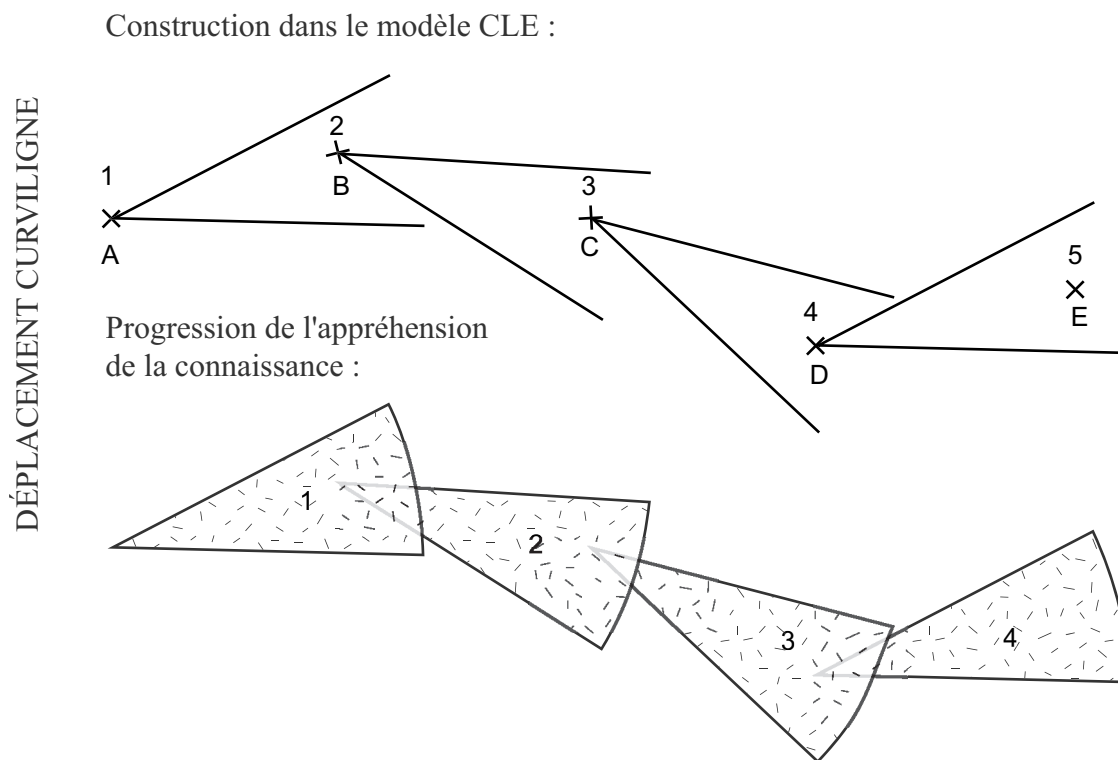 DÉPLACEMENT CURVILIGNE
Construction dans le modèle CLE :
1
A
2
B
3
C
4
D
5
E
Progression de l'appréhension
de la connaissance :
1
2
3
4